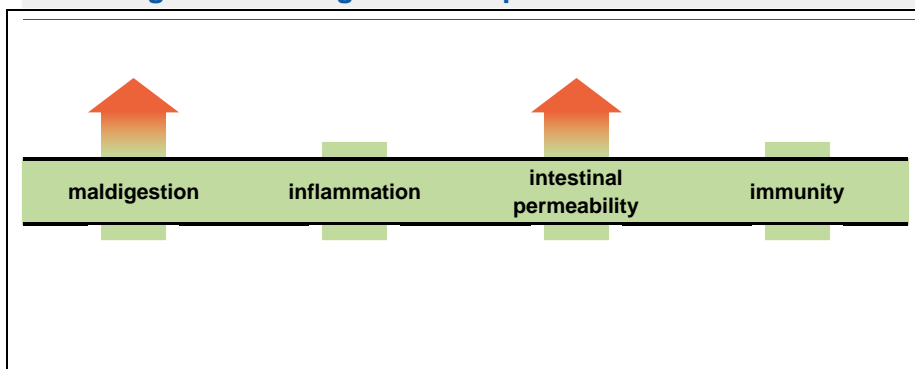 maldigestion
inflammation
intestinal
permeability
immunity